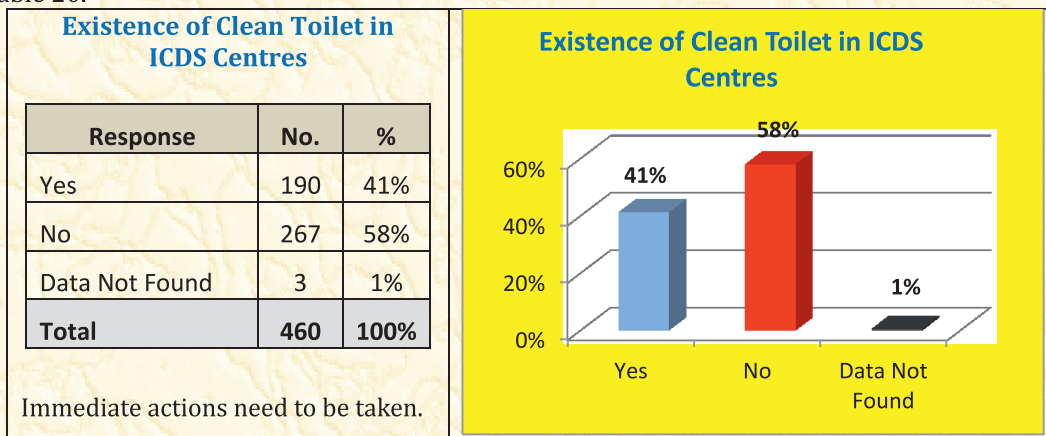 Existence of Clean Toilet in
ICDS Centres
Response No. %
Yes 190 41%
No 267 58%
Data Not Found 3 1%
Total 460 100%
Immediate actions need to be taken.
Existence of Clean Toilet in ICDS
Centres
58%
41%
1%
60%
40%
20%
0%
Yes No Data Not
Found